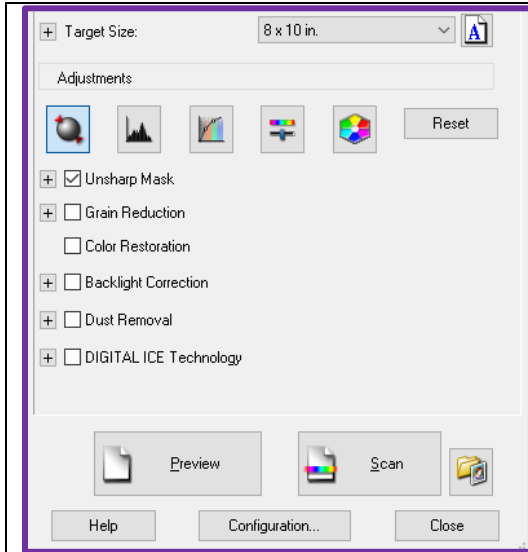 Target Size: 8 x 10 in.
A
Adjustments
Reset
Unsharp Mask
Grain Reduction
Color Restoration
Backlight Correction
Dust Removal
DIGITAL ICE Technology
Preview Scan
Help Configuration... Close